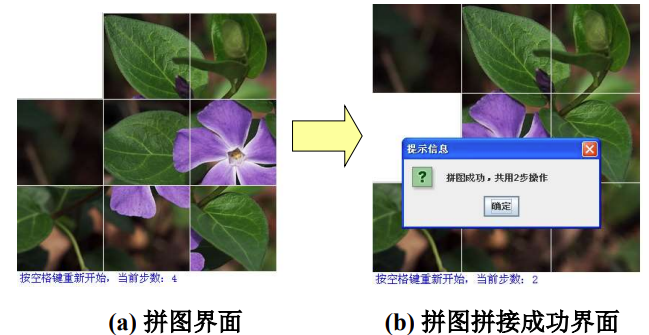 提示信息
拼图成功，共用2步操作
确定
按空格键重新开始，当前步数：4
按空格键重新开始，当前步数：2
(a) 拼图界面
(b) 拼图拼接成功界面